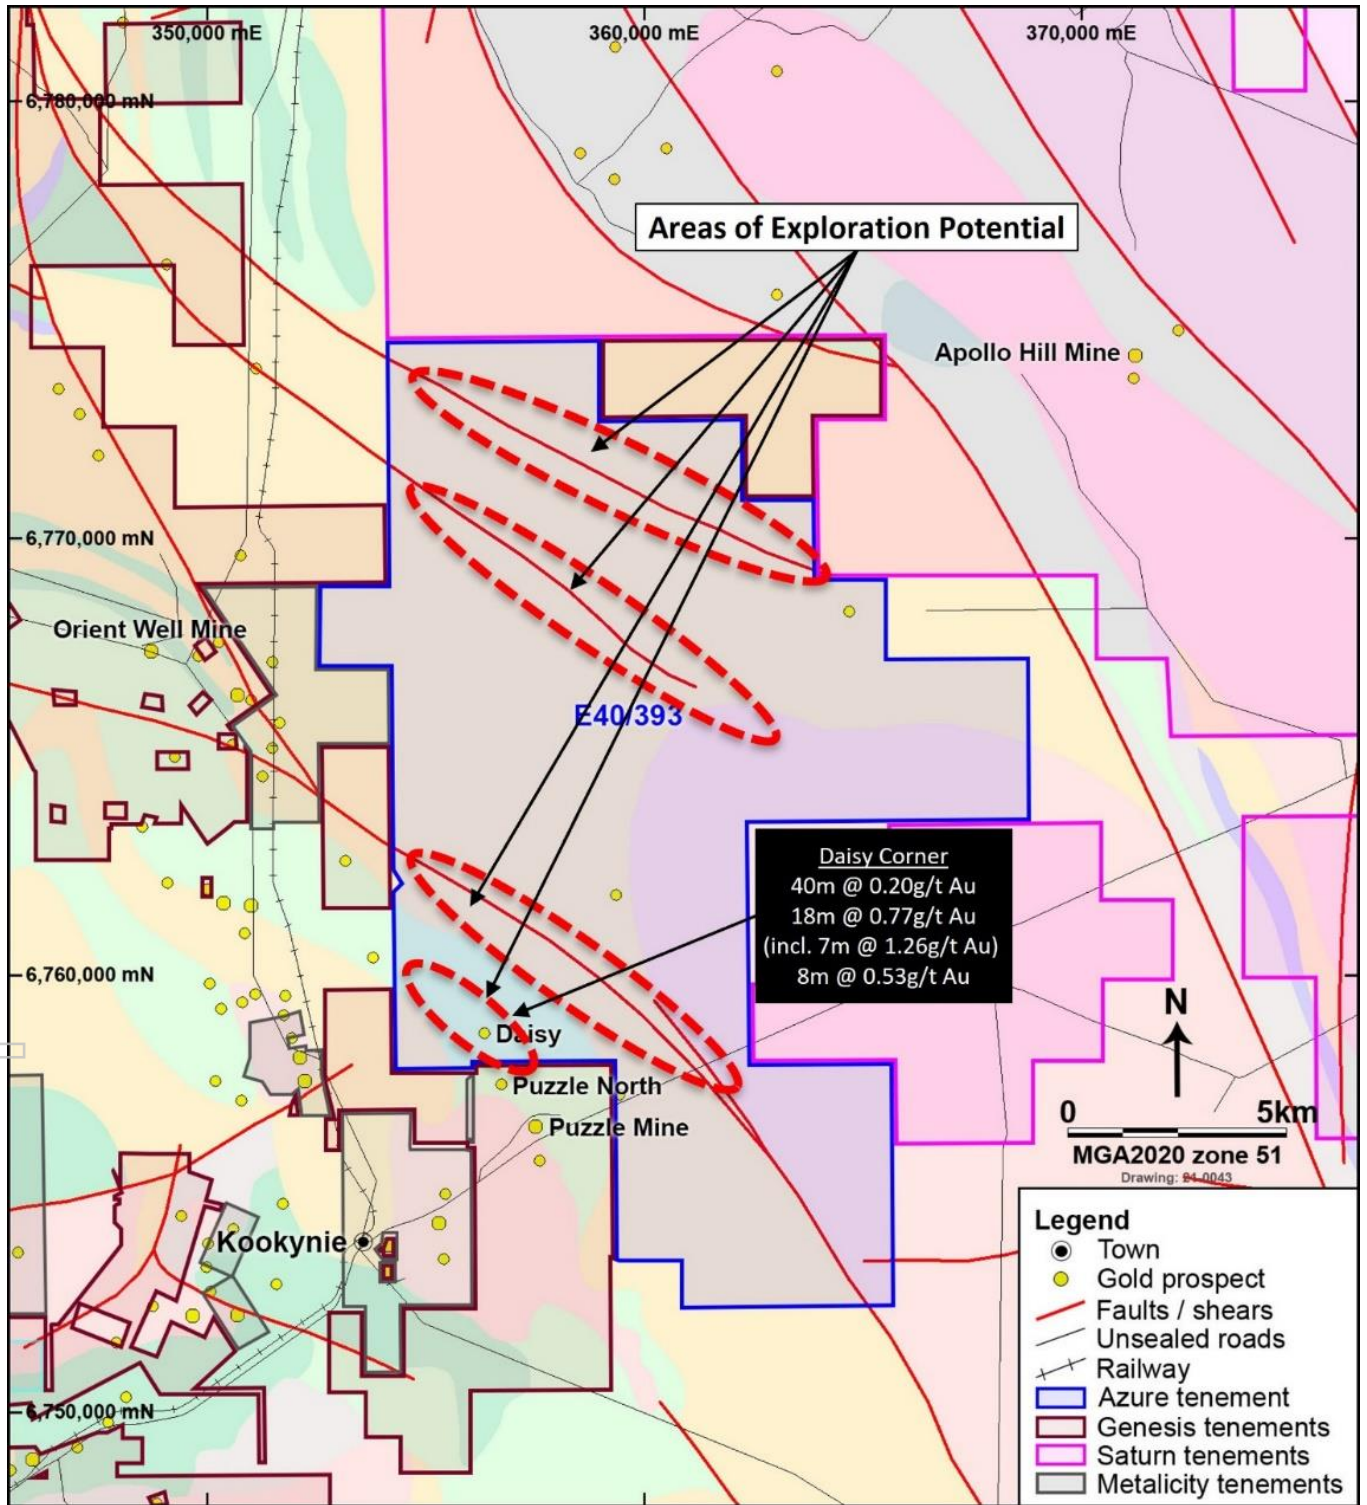 350,000 mE
360,000 mE
370,000 mE
6,780,000 mN
Areas of Exploration Potential
Apollo Hill Mine
6,770,000 mN
Orient Well Mine
E40/393
Daisy Corner
40m @ 0.20g/t Au
18m @ 0.77g/t Au
(incl. 7m @ 1.26g/t Au)
8m @ 0.53g/t Au
6,760,000 mN
N
Daisy
Puzzle North
Puzzle Mine
0 5km
MGA2020 zone 51
Drawing: 21-0043
Kookynie
Legend
Town
Gold prospect
Faults / shears
Unsealed roads
Railway
Azure tenement
Genesis tenements
Saturn tenements
Metalicity tenements
6,750,000 mN